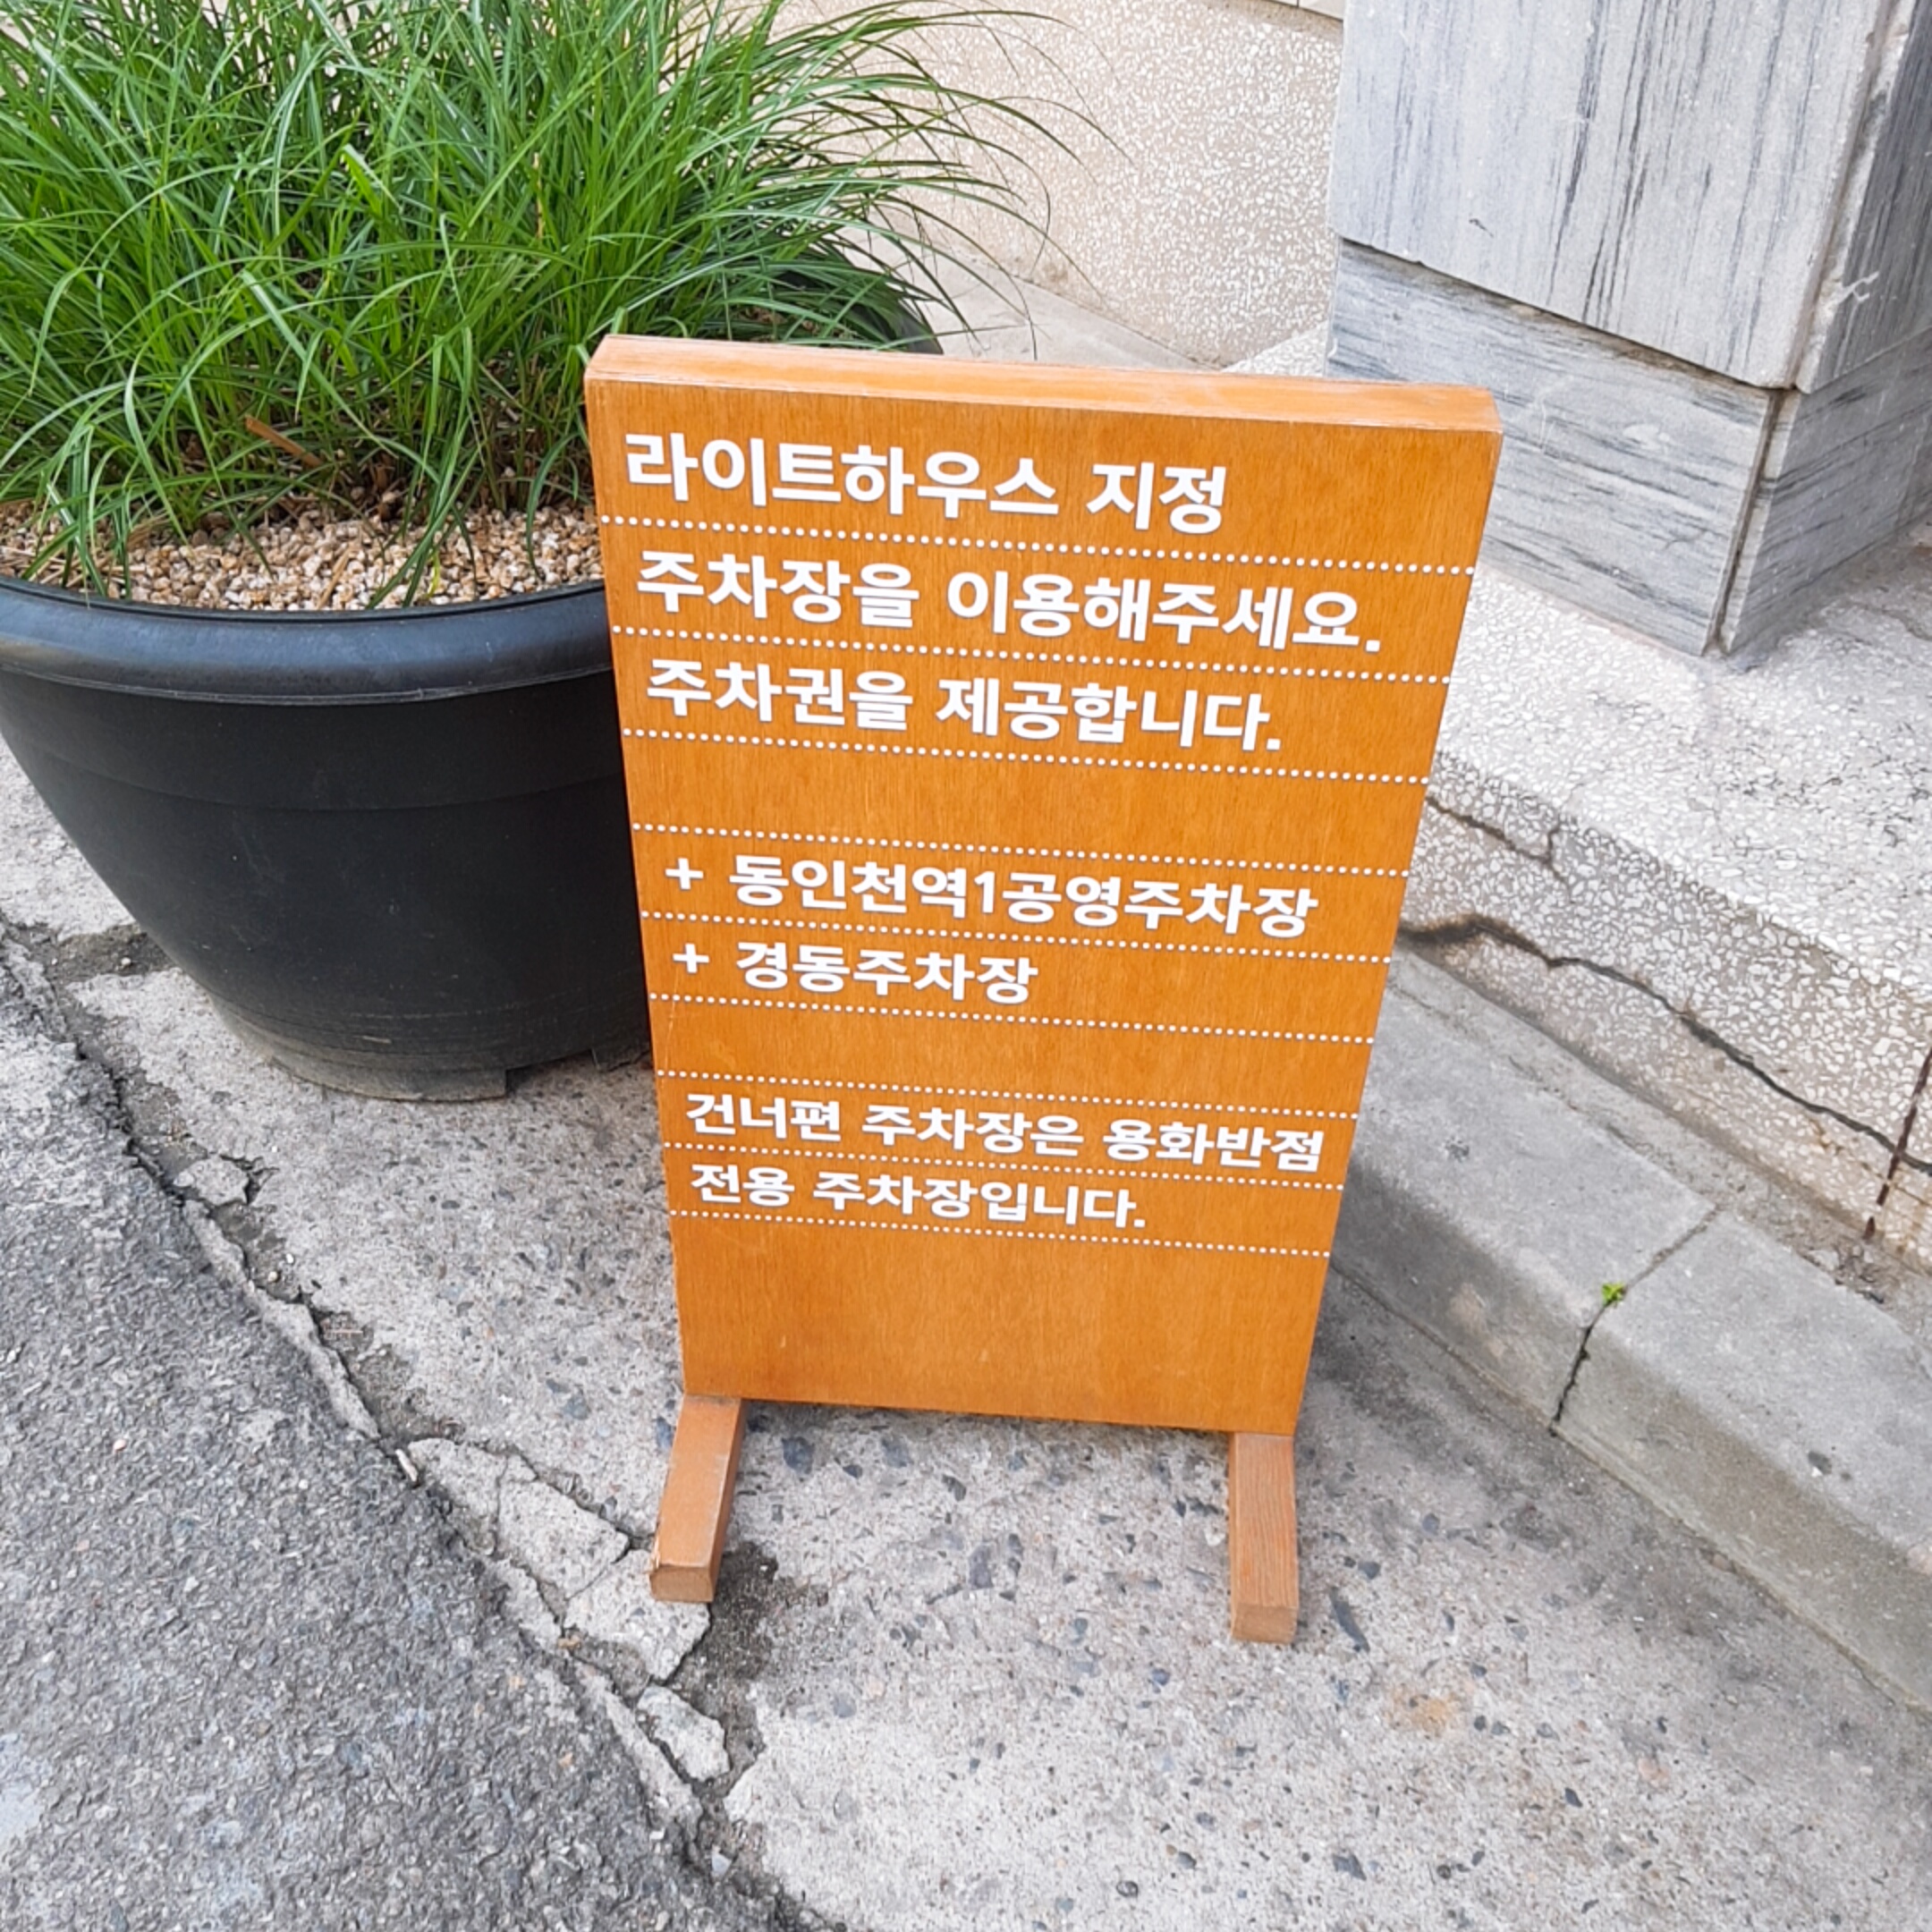 라이트하우스 지정
주차장을 이용해주세요.
주차권을 제공합니다.
+ 동인천역1공영주차장
+ 경동주차장
건너편 주차장은 용화반점
전용 주차장입니다.